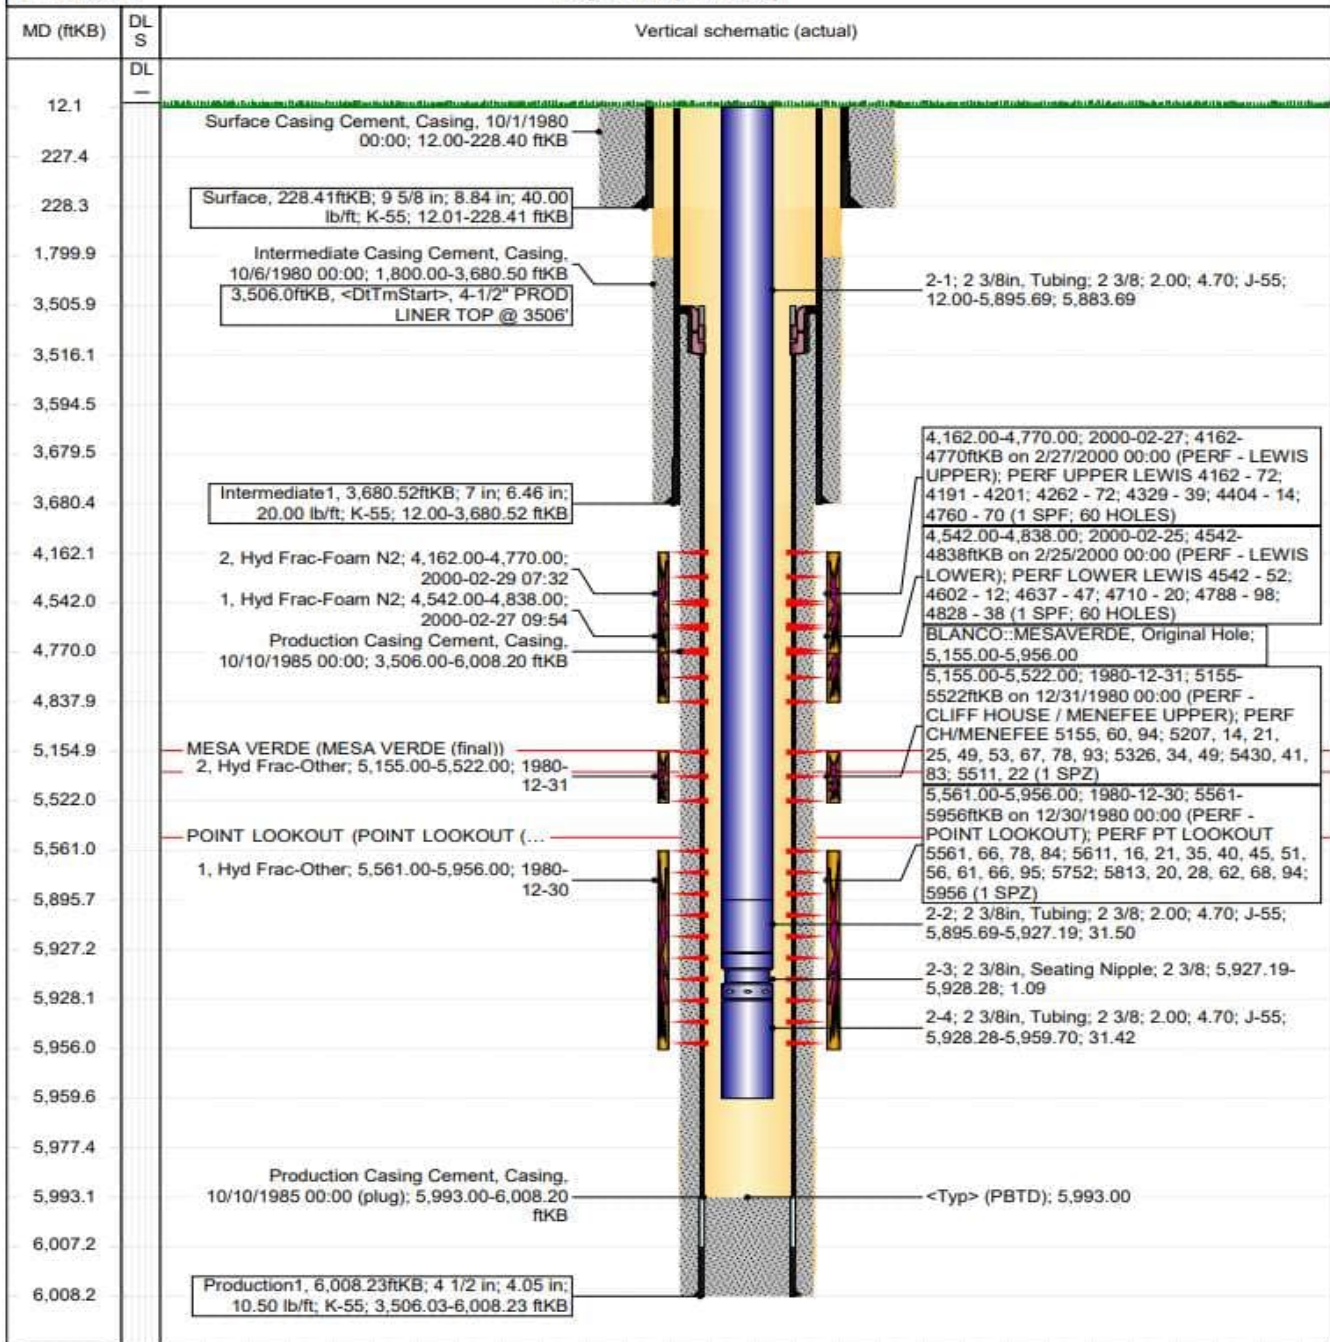 MD (ftKB)
DL
S
Vertical schematic (actual)
DL
—
12.1
227.4
228.3
1,799.9
3,505.9
3,516.1
3,594.5
3,679.5
3,680.4
4,162.1
4,542.0
4,770.0
4,837.9
5,154.9
5,522.0
5,561.0
5,895.7
5,927.2
5,928.1
5,956.0
5,959.6
5,977.4
5,993.1
6,007.2
6,008.2
Surface Casing Cement, Casing, 10/1/1980
00:00; 12.00-228.40 ftKB
Surface, 228.41ftKB; 9 5/8 in; 8.84 in; 40.00
lb/ft; K-55; 12.01-228.41 ftKB
Intermediate Casing Cement, Casing,
10/6/1980 00:00; 1,800.00-3,680.50 ftKB
3,506.0ftKB, <DtTmStart>, 4-1/2" PROD
LINER TOP @ 3506'
Intermediate1, 3,680.52ftKB; 7 in; 6.46 in;
20.00 lb/ft; K-55; 12.00-3,680.52 ftKB
2, Hyd Frac-Foam N2; 4,162.00-4,770.00;
2000-02-29 07:32
1, Hyd Frac-Foam N2; 4,542.00-4,838.00;
2000-02-27 09:54
Production Casing Cement, Casing,
10/10/1985 00:00; 3,506.00-6,008.20 ftKB
MESA VERDE (MESA VERDE (final))
2, Hyd Frac-Other; 5,155.00-5,522.00; 1980-
12-31
POINT LOOKOUT (POINT LOOKOUT (...
1, Hyd Frac-Other; 5,561.00-5,956.00; 1980-
12-30
Production Casing Cement, Casing,
10/10/1985 00:00 (plug); 5,993.00-6,008.20
ftKB
Production1, 6,008.23ftKB; 4 1/2 in; 4.05 in;
10.50 lb/ft; K-55; 3,506.03-6,008.23 ftKB
2-1; 2 3/8in, Tubing; 2 3/8; 2.00; 4.70; J-55;
12.00-5,895.69; 5,883.69
4,162.00-4,770.00; 2000-02-27; 4162-
4770ftKB on 2/27/2000 00:00 (PERF - LEWIS
UPPER); PERF UPPER LEWIS 4162 - 72;
4191 - 4201; 4262 - 72; 4329 - 39; 4404 - 14;
4760 - 70 (1 SPF; 60 HOLES)
4,542.00-4,838.00; 2000-02-25; 4542-
4838ftKB on 2/25/2000 00:00 (PERF - LEWIS
LOWER); PERF LOWER LEWIS 4542 - 52;
4602 - 12; 4637 - 47; 4710 - 20; 4788 - 98;
4828 - 38 (1 SPF; 60 HOLES)
BLANCO::MESAVERDE, Original Hole;
5,155.00-5,956.00
5,155.00-5,522.00; 1980-12-31; 5155-
5522ftKB on 12/31/1980 00:00 (PERF -
CLIFF HOUSE / MENEFEE UPPER); PERF
CH/MENEFEE 5155, 60, 94; 5207, 14, 21,
25, 49, 53, 67, 78, 93; 5326, 34, 49; 5430, 41,
83; 5511, 22 (1 SPZ)
5,561.00-5,956.00; 1980-12-30; 5561-
5956ftKB on 12/30/1980 00:00 (PERF -
POINT LOOKOUT); PERF PT LOOKOUT
5561, 66, 78, 84; 5611, 16, 21, 35, 40, 45, 51,
56, 61, 66, 95; 5752; 5813, 20, 28, 62, 68, 94;
5956 (1 SPZ)
2-2; 2 3/8in, Tubing; 2 3/8; 2.00; 4.70; J-55;
5,895.69-5,927.19; 31.50
2-3; 2 3/8in, Seating Nipple; 2 3/8; 5,927.19-
5,928.28; 1.09
2-4; 2 3/8in, Tubing; 2 3/8; 2.00; 4.70; J-55;
5,928.28-5,959.70; 31.42
<Typ> (PBTD); 5,993.00